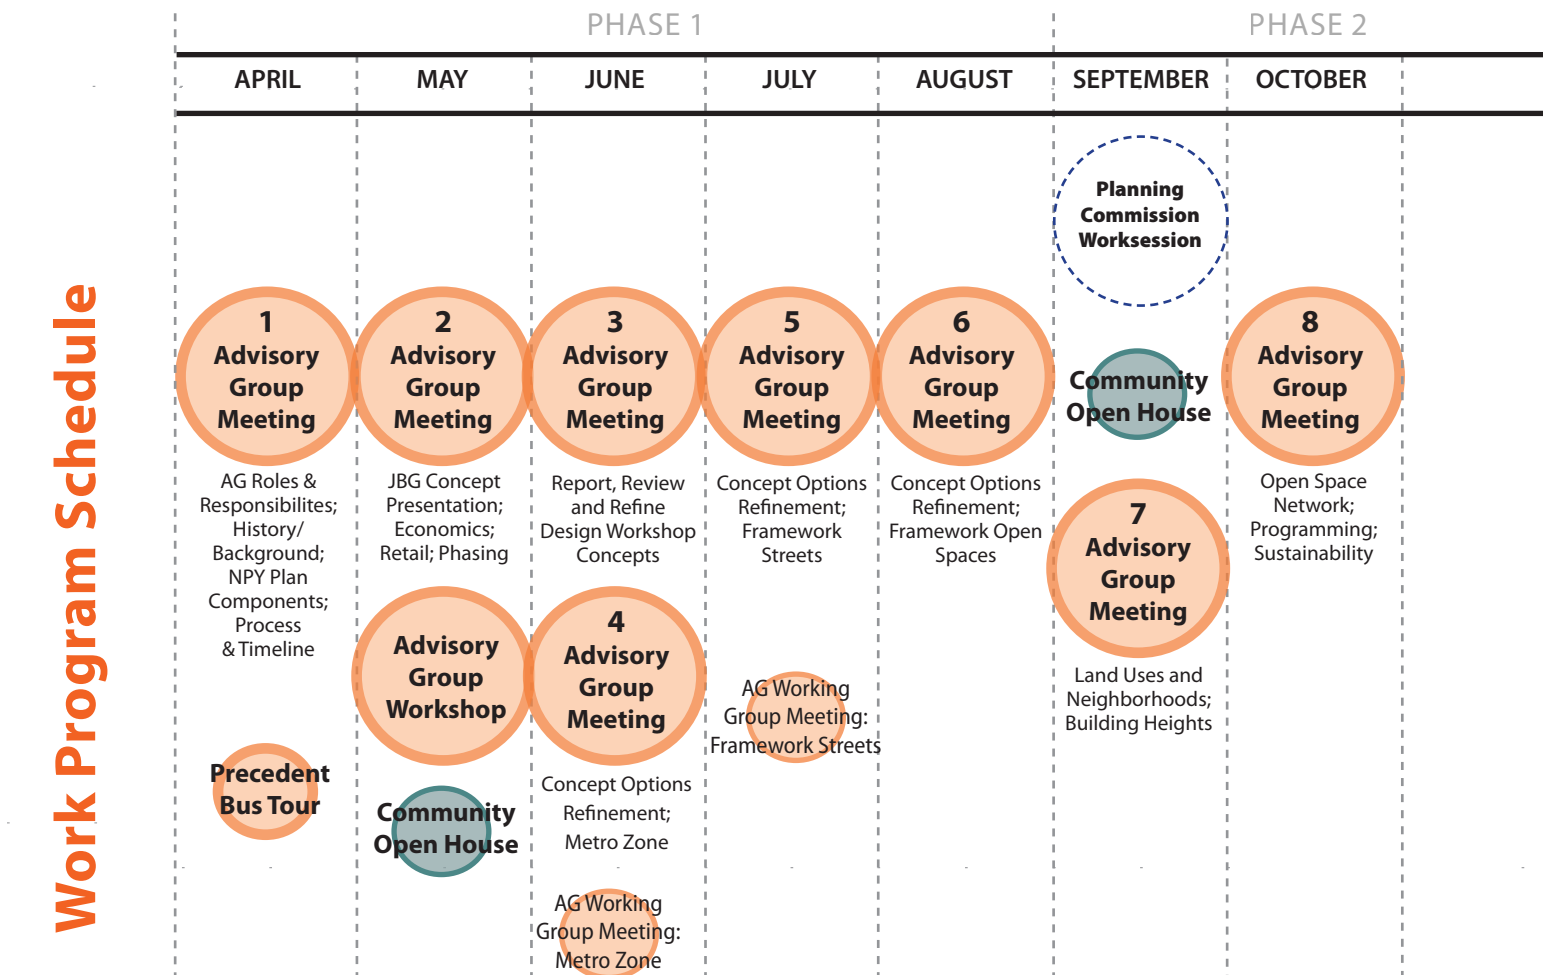 Work Program Schedule
PHASE 1
PHASE 2
APRIL
MAY
JUNE
JULY
AUGUST
SEPTEMBER
OCTOBER
1
Advisory
Group
Meeting
AG Roles &
Responsibilites;
History/
Background;
NPY Plan
Components;
Process
& Timeline
Precedent
Bus Tour
2
Advisory
Group
Meeting
JBG Concept
Presentation;
Economics;
Retail; Phasing
Advisory
Group
Workshop
Community
Open House
3
Advisory
Group
Meeting
Report, Review
and Refine
Design Workshop
Concepts
4
Advisory
Group
Meeting
Concept Options
Refinement;
Metro Zone
AG Working
Group Meeting:
Metro Zone
5
Advisory
Group
Meeting
Concept Options
Refinement;
Framework
Streets
AG Working
Group Meeting:
Framework Streets
6
Advisory
Group
Meeting
Concept Options
Refinement;
Framework Open
Spaces
Planning
Commission
Worksession
Community
Open House
7
Advisory
Group
Meeting
Land Uses and
Neighborhoods;
Building Heights
8
Advisory
Group
Meeting
Open Space
Network;
Programming;
Sustainability